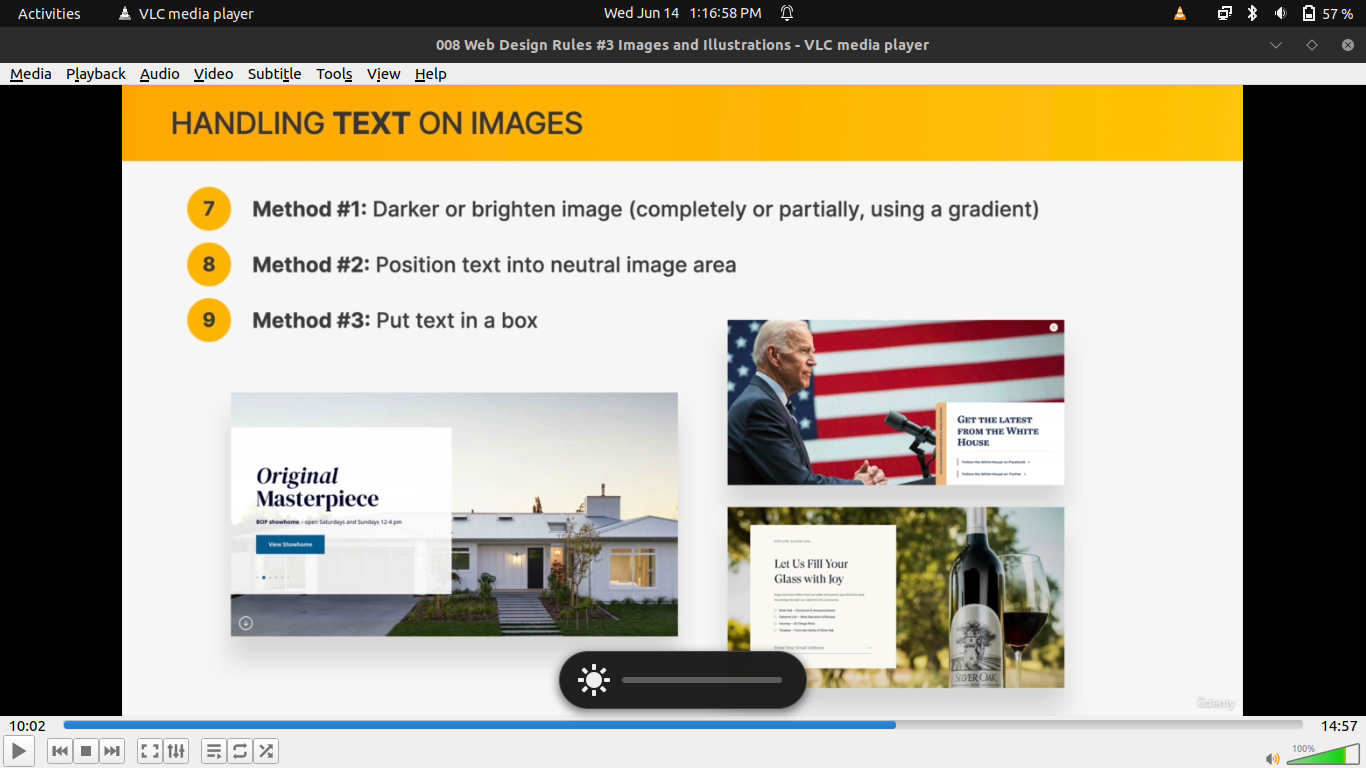 Activities
VLC media player
Wed Jun 14 1:16:58 PM
57 %
008 Web Design Rules #3 Images and Illustrations - VLC media player
Media Playback Audio Video Subtitle Tools View Help
HANDLING TEXT ON IMAGES
7 Method #1: Darker or brighten image (completely or partially, using a gradient)
8 Method #2: Position text into neutral image area
9 Method #3: Put text in a box
Original
Masterpiece
BOP showhome – open Saturdays and Sundays 12-4 pm
View Showhome
GET THE LATEST
FROM THE WHITE
HOUSE
Follow the White House on Facebook
Follow the White House on Twitter
Let Us Fill Your
Glass with Joy
Enter Your Email Address
SILVER OAK
ûdemy
10:02
14:57
100%